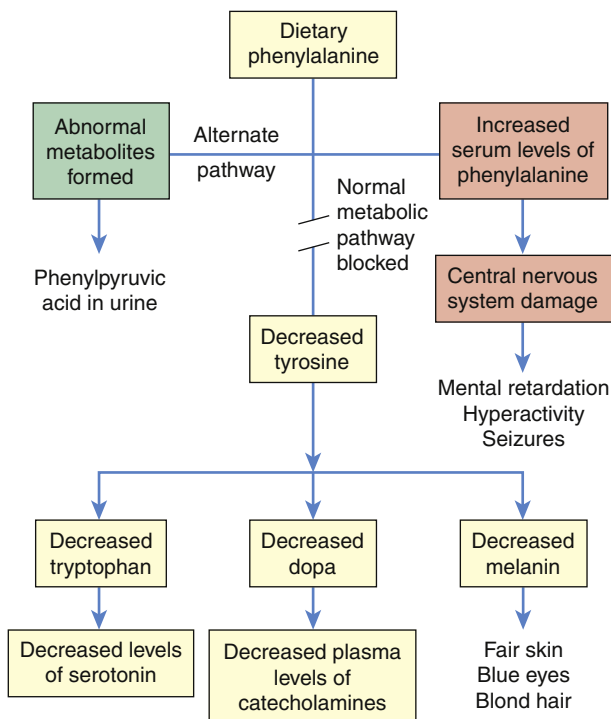 Dietary
phenylalanine
Abnormal
metabolites
formed
Alternate
pathway
Increased
serum levels of
phenylalanine
Normal
metabolic
pathway
blocked
Phenylpyruvic
acid in urine
Central nervous
system damage
Decreased
tyrosine
Mental retardation
Hyperactivity
Seizures
Decreased
tryptophan
Decreased
dopa
Decreased
melanin
Decreased levels
of serotonin
Decreased plasma
levels of
catecholamines
Fair skin
Blue eyes
Blond hair